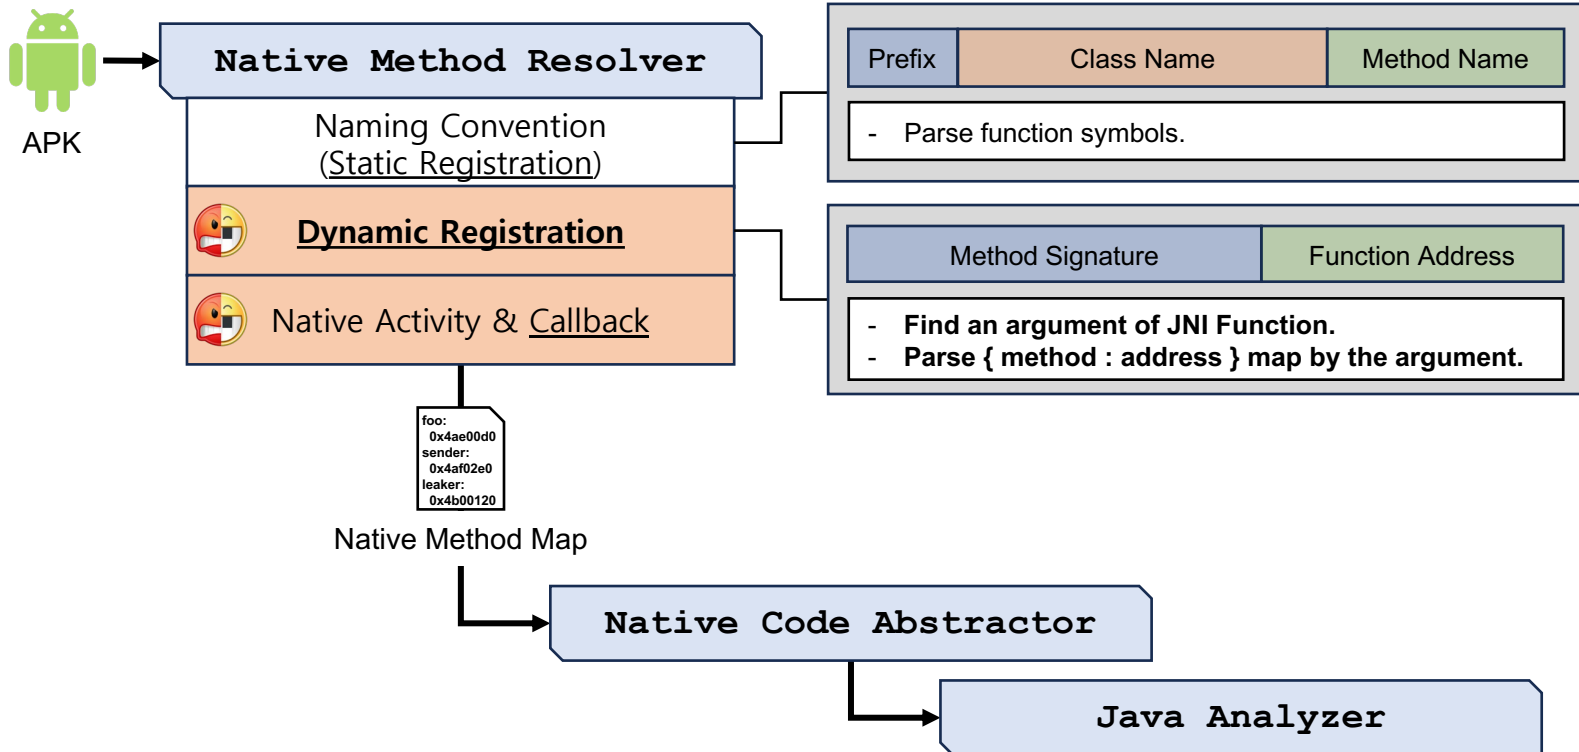 APK
Native Method Resolver
Naming Convention
(Static Registration)
Dynamic Registration
Native Activity & Callback
Prefix
Class Name
Method Name
- Parse function symbols.
Method Signature
Function Address
- Find an argument of JNI Function.
- Parse { method : address } map by the argument.
foo:
0x4ae00d0
sender:
0x4af02e0
leaker:
0x4b00120
Native Method Map
Native Code Abstractor
Java Analyzer